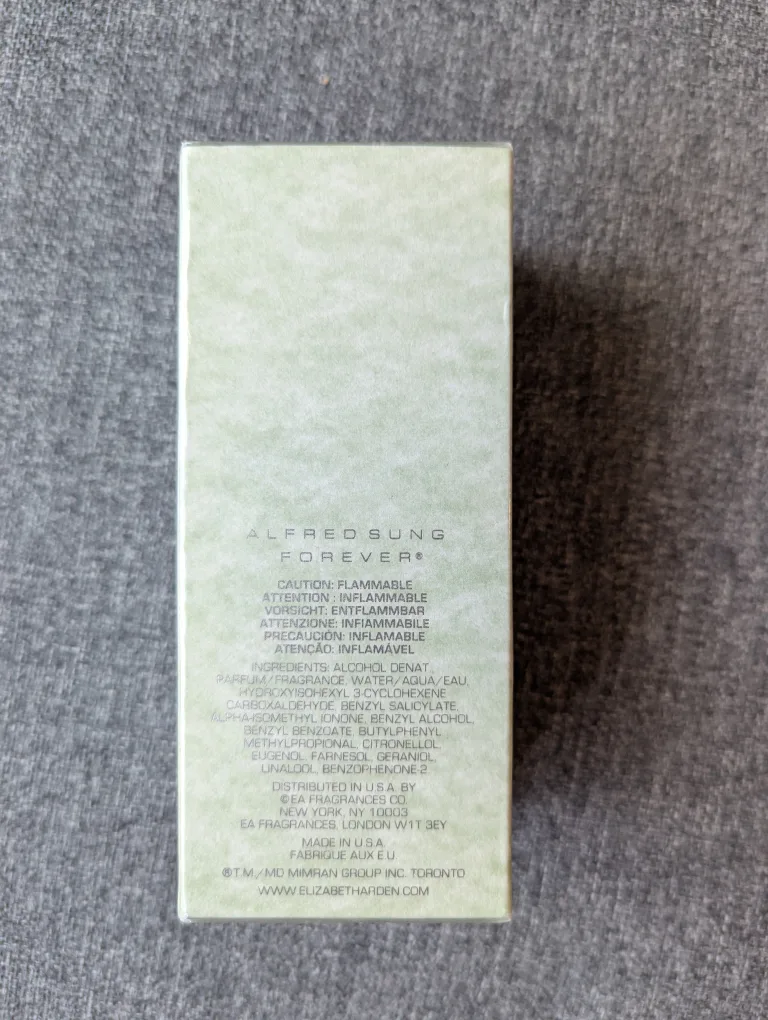 ALFRED SUNG
FOREVER®
CAUTION: FLAMMABLE
ATTENTION : INFLAMMABLE
VORSICHT: ENTFLAMMBAR
ATTENZIONE: INFIAMMABILE
PRECAUCIÓN: INFLAMABLE
ATENÇÃO: INFLAMÁVEL
INGREDIENTS: ALCOHOL DENAT.,
PARFUM/FRAGRANCE, WATER/AQUA/EAU,
HYDROXYISOHEXYL 3-CYCLOHEXENE
CARBOXALDEHYDE, BENZYL SALICYLATE,
ALPHA-ISOMETHYL IONONE, BENZYL ALCOHOL,
BENZYL BENZOATE, BUTYLPHENYL
METHYLPROPIONAL, CITRONELLOL,
EUGENOL, FARNESOL, GERANIOL,
LINALOOL, BENZOPHENONE-2
DISTRIBUTED IN U.S.A. BY
©EA FRAGRANCES CO.
NEW YORK, NY 10003
EA FRAGRANCES, LONDON W1T 3EY
MADE IN U.S.A.
FABRIQUE AUX E.U.
®T.M./MD MIMRAN GROUP INC. TORONTO
WWW.ELIZABETHARDEN.COM